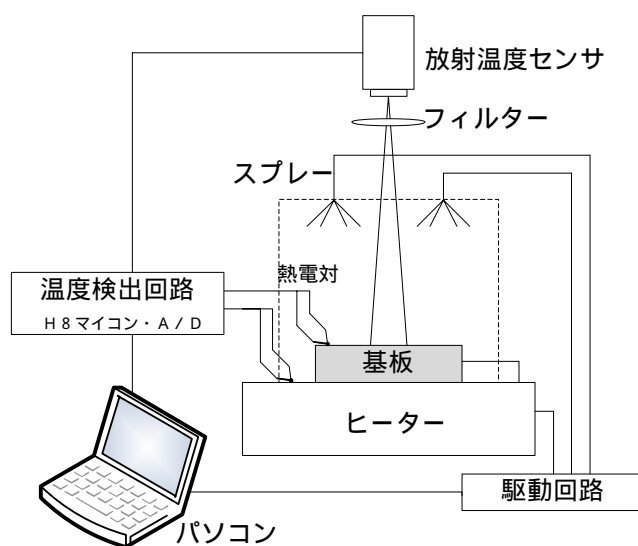 放射温度センサ
フィルター
スプレー
熱電対
温度検出回路
Ｈ８マイコン・Ａ／Ｄ
基板
ヒーター
駆動回路
パソコン